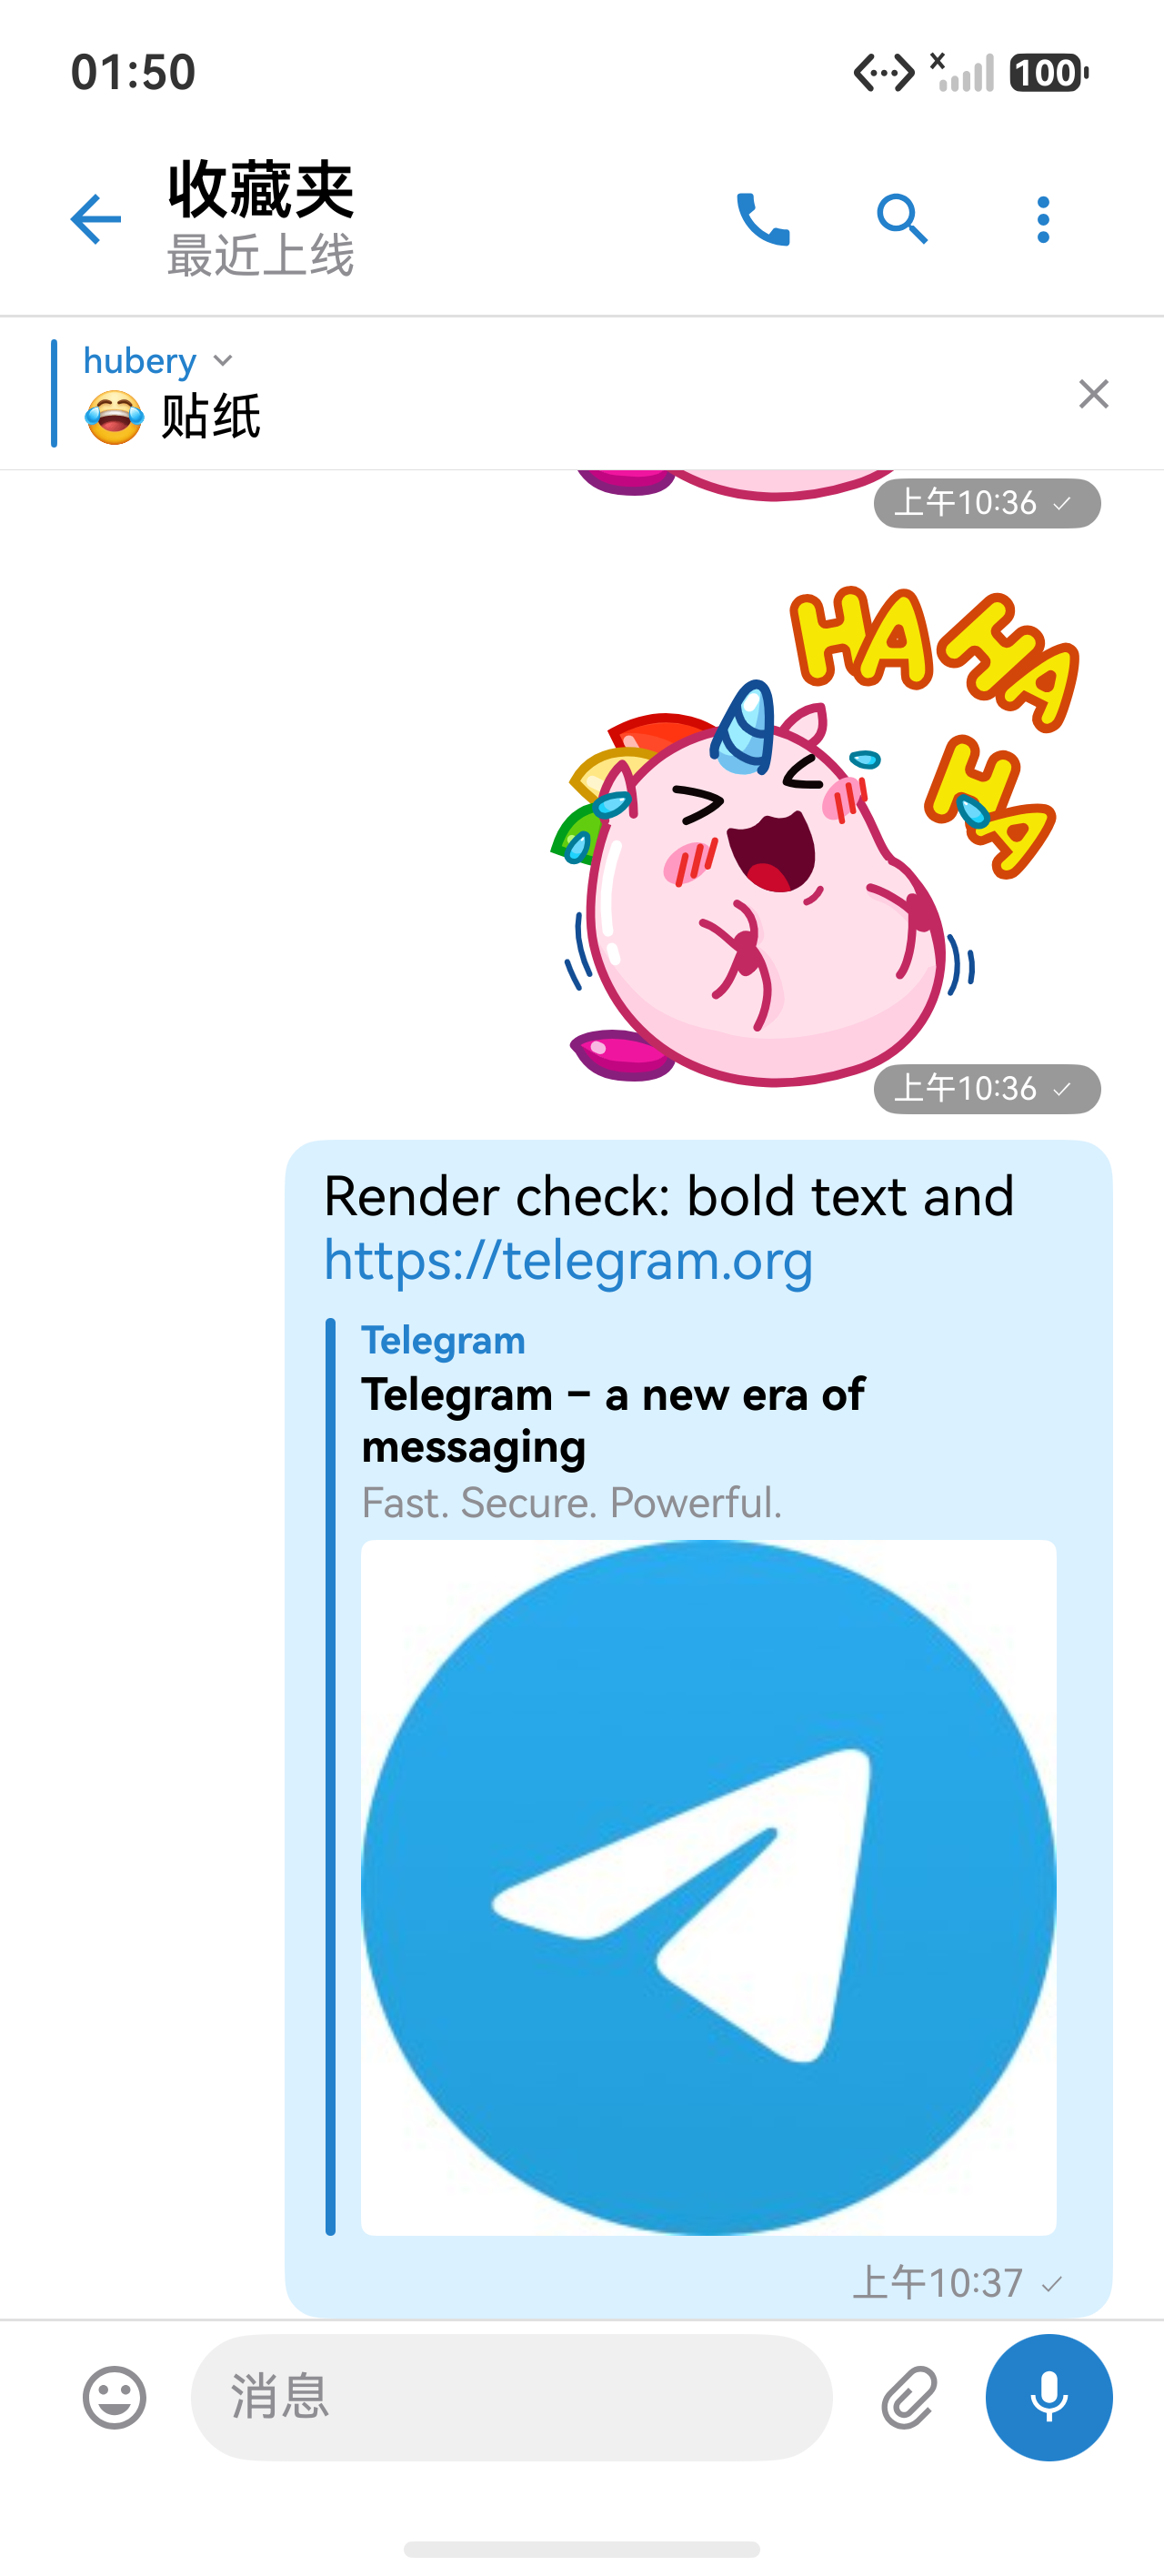 01:50
100
收藏夹
最近上线
hubery
😂 贴纸
上午10:36
HA HA
HA
上午10:36
Render check: bold text and
https://telegram.org
Telegram
Telegram – a new era of
messaging
Fast. Secure. Powerful.
上午10:37
消息